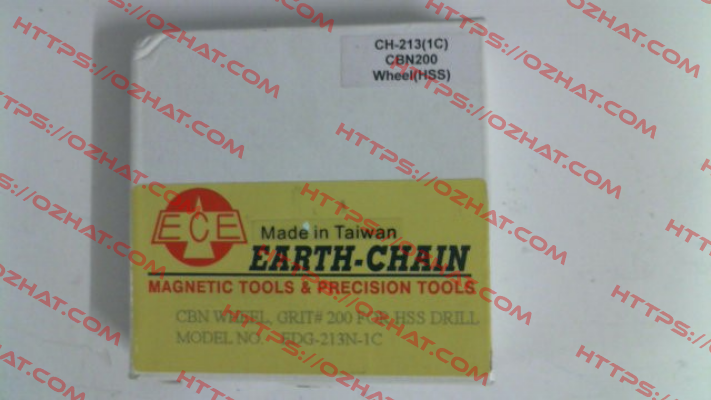 CH-213(1C)
CBN200
Wheel(HSS)
ECE
Made in Taiwan
EARTH-CHAIN
MAGNETIC TOOLS & PRECISION TOOLS
CBN WHEEL, GRIT# 200 FOR HSS DRILL
MODEL NO. EDG-213N-1C
HTTPS://OZHAT.COM